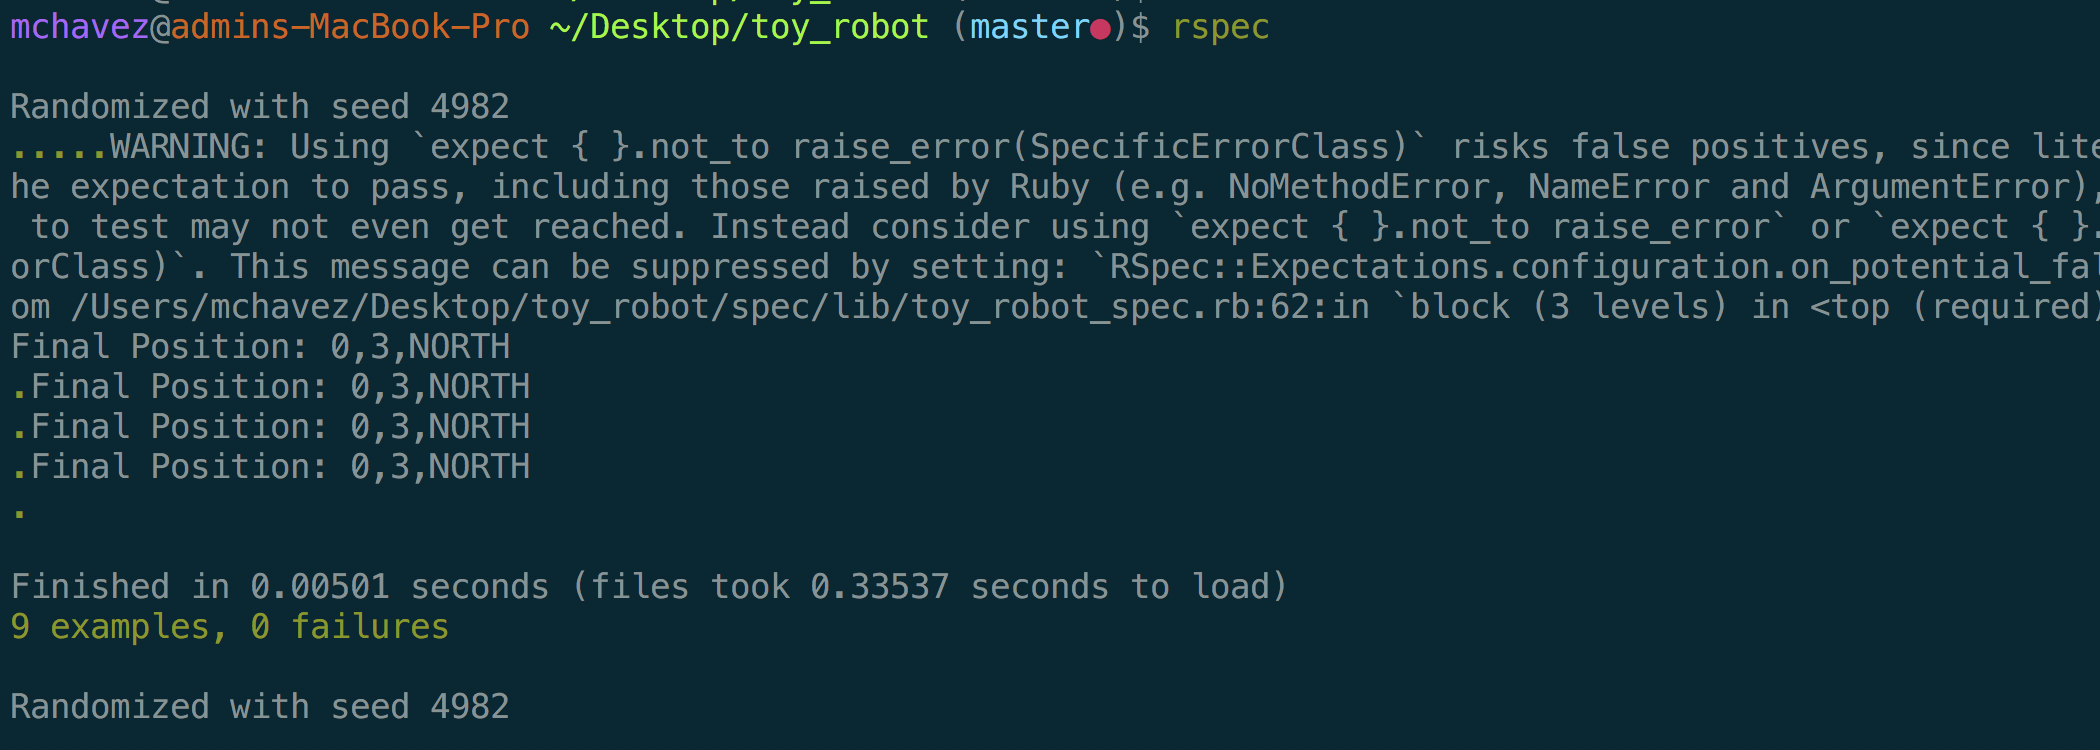 mchavez@admins-MacBook-Pro ~/Desktop/toy_robot (master●)$ rspec
Randomized with seed 4982
.....WARNING: Using `expect { }.not_to raise_error(SpecificErrorClass)` risks false positives, since lite
he expectation to pass, including those raised by Ruby (e.g. NoMethodError, NameError and ArgumentError),
to test may not even get reached. Instead consider using `expect { }.not_to raise_error` or `expect { }.
orClass)`. This message can be suppressed by setting: `RSpec::Expectations.configuration.on_potential_fal
om /Users/mchavez/Desktop/toy_robot/spec/lib/toy_robot_spec.rb:62:in `block (3 levels) in <top (required)
Final Position: 0,3,NORTH
.Final Position: 0,3,NORTH
.Final Position: 0,3,NORTH
.Final Position: 0,3,NORTH
.
Finished in 0.00501 seconds (files took 0.33537 seconds to load)
9 examples, 0 failures
Randomized with seed 4982